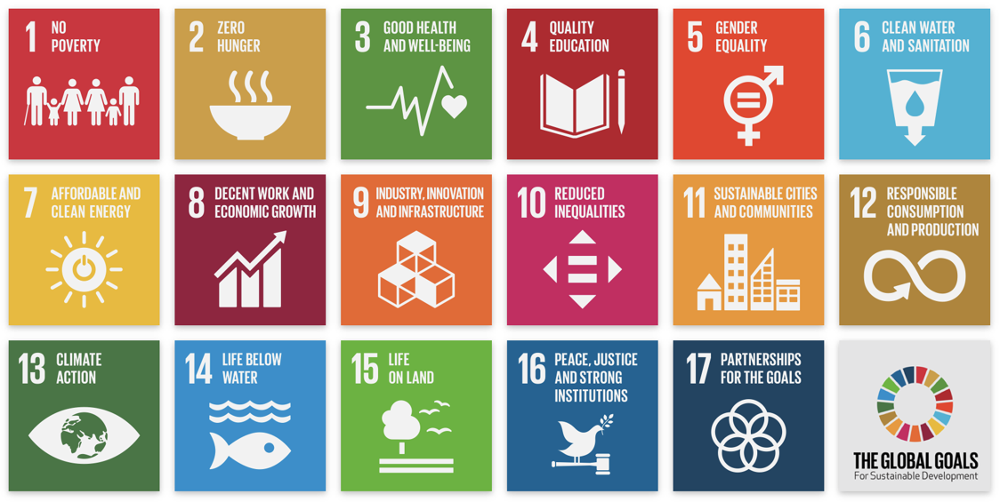 1 NO
POVERTY
2 ZERO
HUNGER
3 GOOD HEALTH
AND WELL-BEING
4 QUALITY
EDUCATION
5 GENDER
EQUALITY
6 CLEAN WATER
AND SANITATION
7 AFFORDABLE AND
CLEAN ENERGY
8 DECENT WORK AND
ECONOMIC GROWTH
9 INDUSTRY, INNOVATION
AND INFRASTRUCTURE
10 REDUCED
INEQUALITIES
11 SUSTAINABLE CITIES
AND COMMUNITIES
12 RESPONSIBLE
CONSUMPTION
AND PRODUCTION
13 CLIMATE
ACTION
14 LIFE BELOW
WATER
15 LIFE
ON LAND
16 PEACE, JUSTICE
AND STRONG
INSTITUTIONS
17 PARTNERSHIPS
FOR THE GOALS
THE GLOBAL GOALS
For Sustainable Development